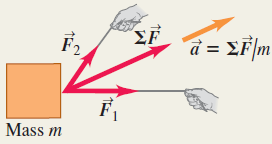 F⃗₂
ΣF⃗
a⃗ = ΣF⃗/m
F⃗₁
Mass m